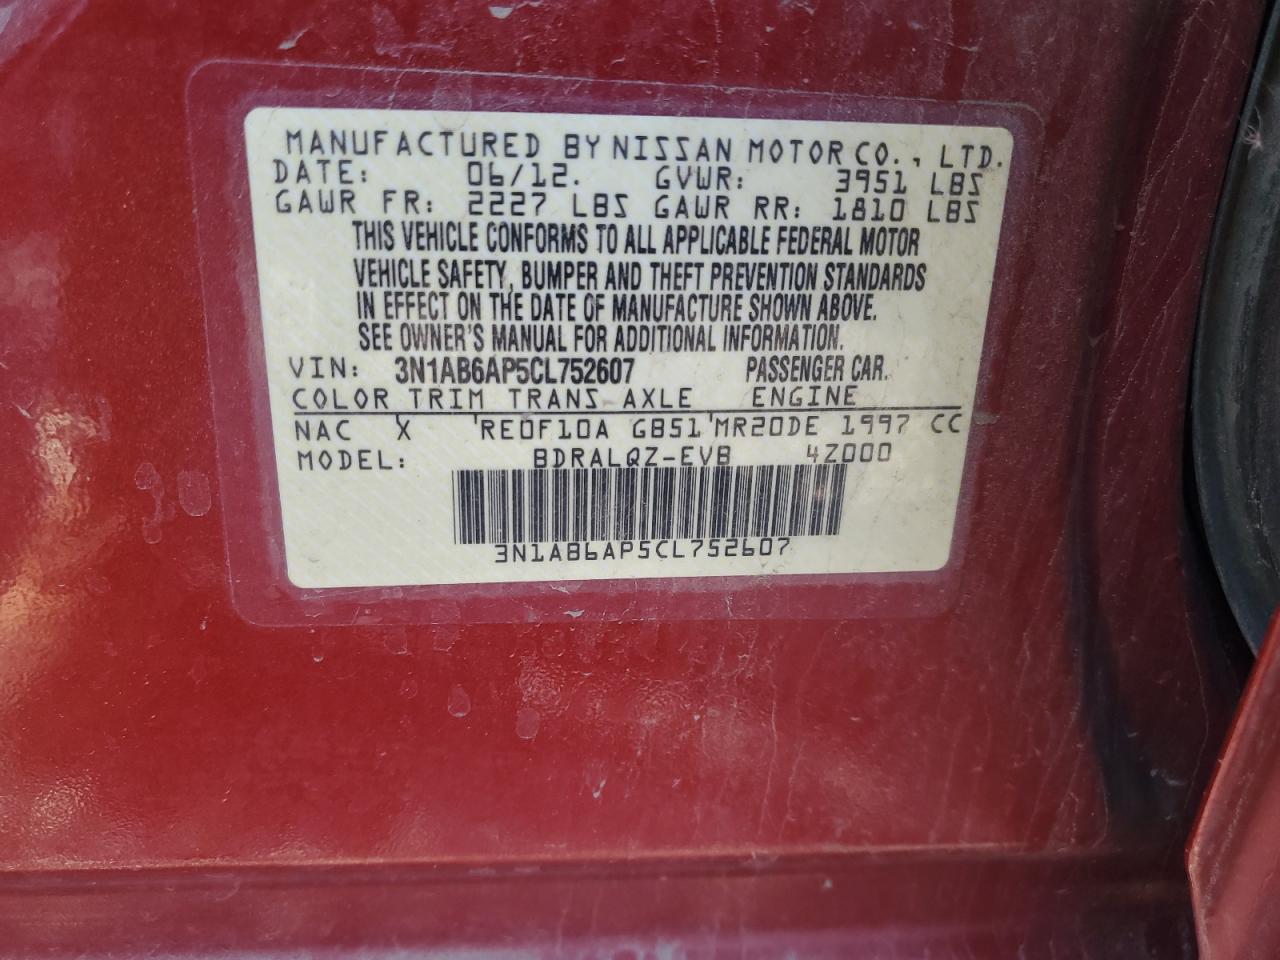 MANUFACTURED BY NISSAN MOTOR CO., LTD.
DATE: 06/12. GVWR: 3951 LBS
GAWR FR: 2227 LBS GAWR RR: 1810 LBS
THIS VEHICLE CONFORMS TO ALL APPLICABLE FEDERAL MOTOR
VEHICLE SAFETY, BUMPER AND THEFT PREVENTION STANDARDS
IN EFFECT ON THE DATE OF MANUFACTURE SHOWN ABOVE.
SEE OWNER'S MANUAL FOR ADDITIONAL INFORMATION.
VIN: 3N1AB6AP5CL752607 PASSENGER CAR.
COLOR TRIM TRANS AXLE ENGINE
NAC X 'RE0F10A GB51'MR20DE 1997 CC
MODEL: BDRALQZ-EVB 4Z000
3N1AB6AP5CL752607